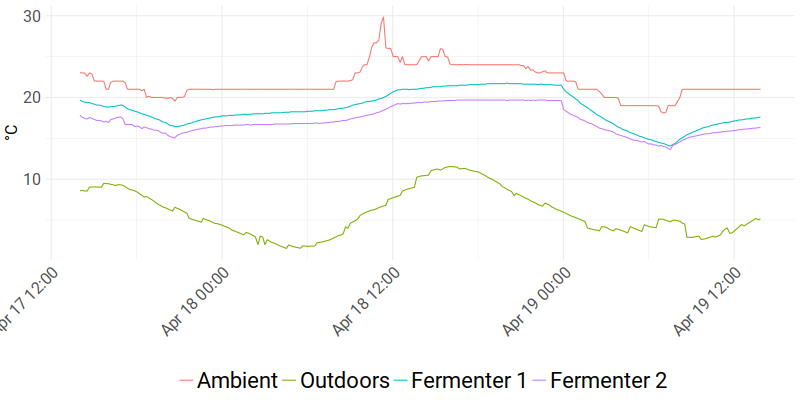 30
20
10
°C
pr 17 12:00
Apr 18 00:00
Apr 18 12:00
Apr 19 00:00
Apr 19 12:00
Ambient Outdoors Fermenter 1 Fermenter 2